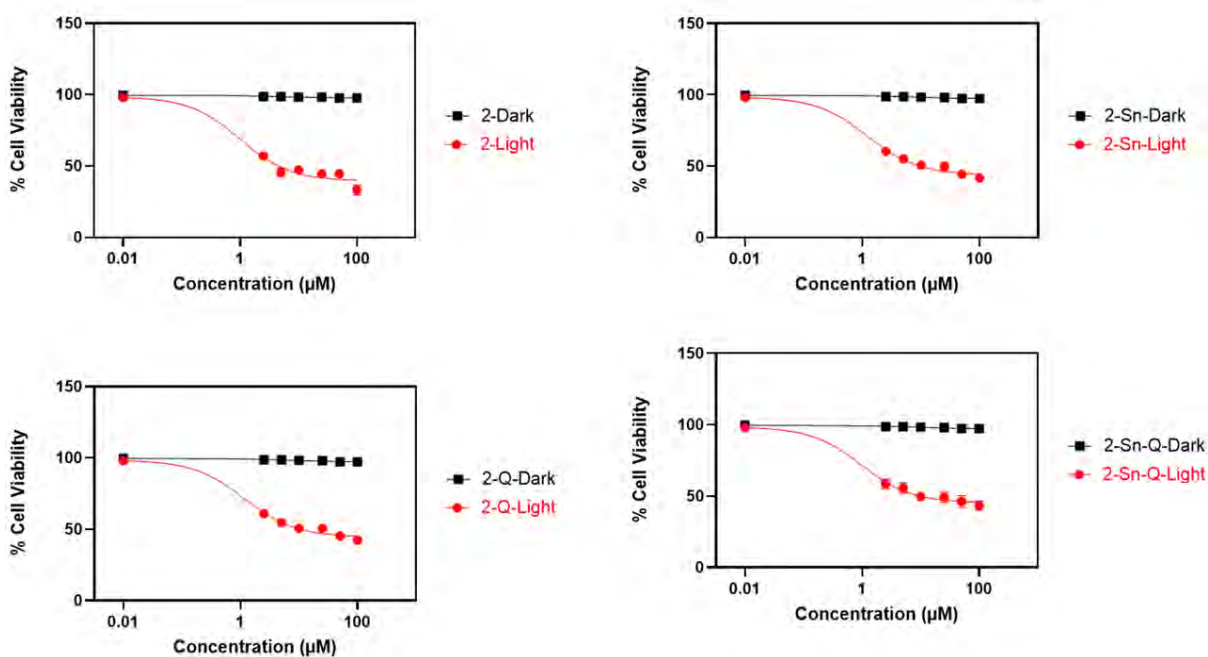 150
100
50
0
% Cell Viability
0.01
1
100
Concentration (µM)
2-Dark
2-Light
150
100
50
0
% Cell Viability
0.01
1
100
Concentration (µM)
2-Sn-Dark
2-Sn-Light
150
100
50
0
% Cell Viability
0.01
1
100
Concentration (µM)
2-Q-Dark
2-Q-Light
150
100
50
0
% Cell Viability
0.01
1
100
Concentration (µM)
2-Sn-Q-Dark
2-Sn-Q-Light